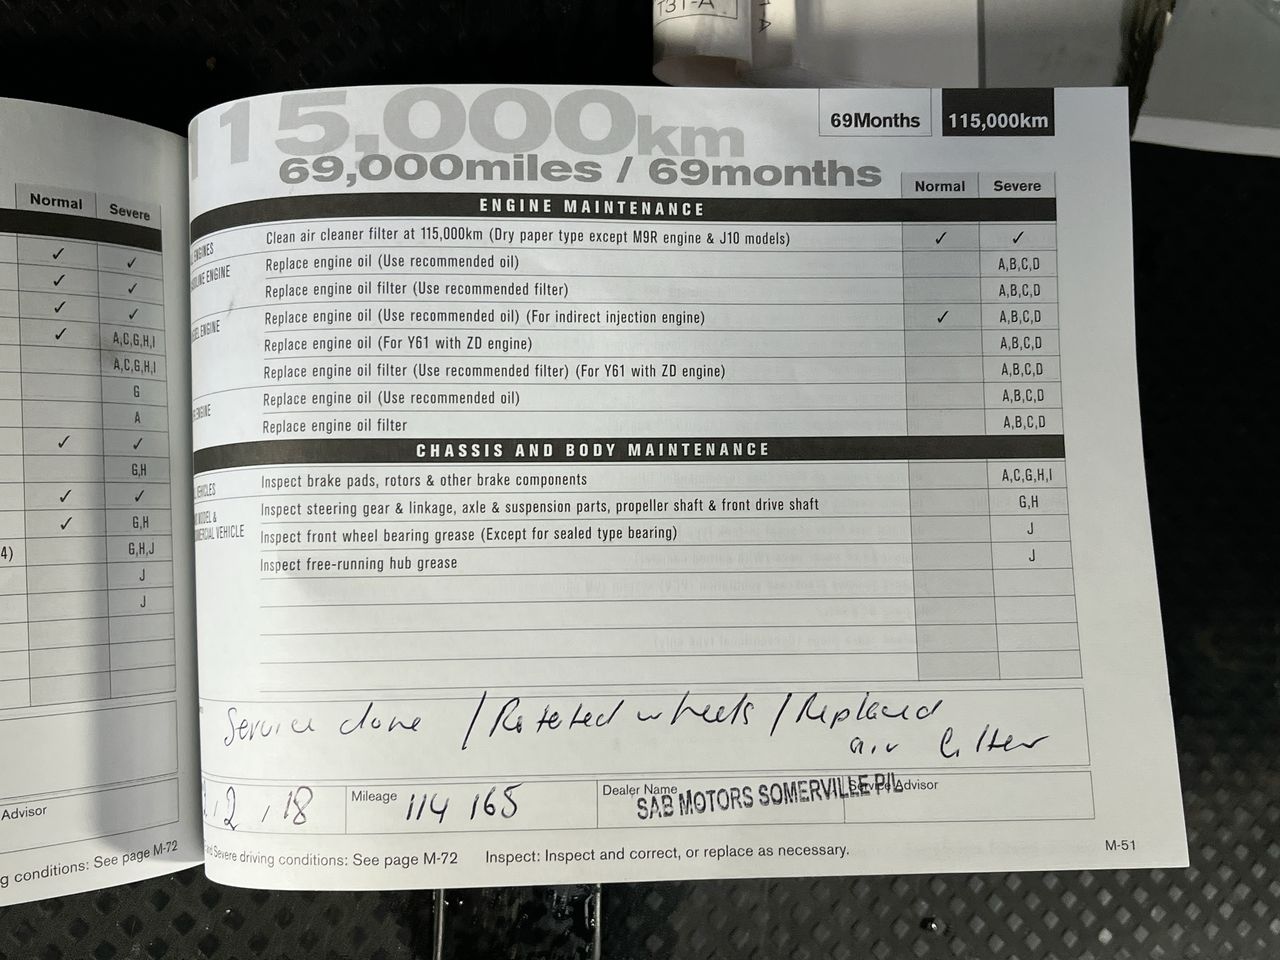 T31-A
115,000km
69,000miles / 69months
69Months 115,000km
Normal Severe
ENGINE MAINTENANCE
Clean air cleaner filter at 115,000km (Dry paper type except M9R engine & J10 models) ✓ ✓
Replace engine oil (Use recommended oil) A,B,C,D
Replace engine oil filter (Use recommended filter) A,B,C,D
Replace engine oil (Use recommended oil) (For indirect injection engine) ✓ A,B,C,D
Replace engine oil (For Y61 with ZD engine) A,B,C,D
Replace engine oil filter (Use recommended filter) (For Y61 with ZD engine) A,B,C,D
Replace engine oil (Use recommended oil) A,B,C,D
Replace engine oil filter A,B,C,D
CHASSIS AND BODY MAINTENANCE
Inspect brake pads, rotors & other brake components A,C,G,H,I
Inspect steering gear & linkage, axle & suspension parts, propeller shaft & front drive shaft G,H
VEHICLE Inspect front wheel bearing grease (Except for sealed type bearing) J
Inspect free-running hub grease J
Service done / Rotated wheels / Replaced
air filter
2 / 18 Mileage 114 165 Dealer Name SAB MOTORS SOMERVILLE P/L Service Advisor
and Severe driving conditions: See page M-72 Inspect: Inspect and correct, or replace as necessary.
M-51
Normal Severe
✓ ✓
✓ ✓
✓ ✓
✓ A,C,G,H,I
A,C,G,H,I
G
A
✓ ✓
G,H
✓ ✓
✓ G,H
4) G,H,J
J
J
Advisor
g conditions: See page M-72